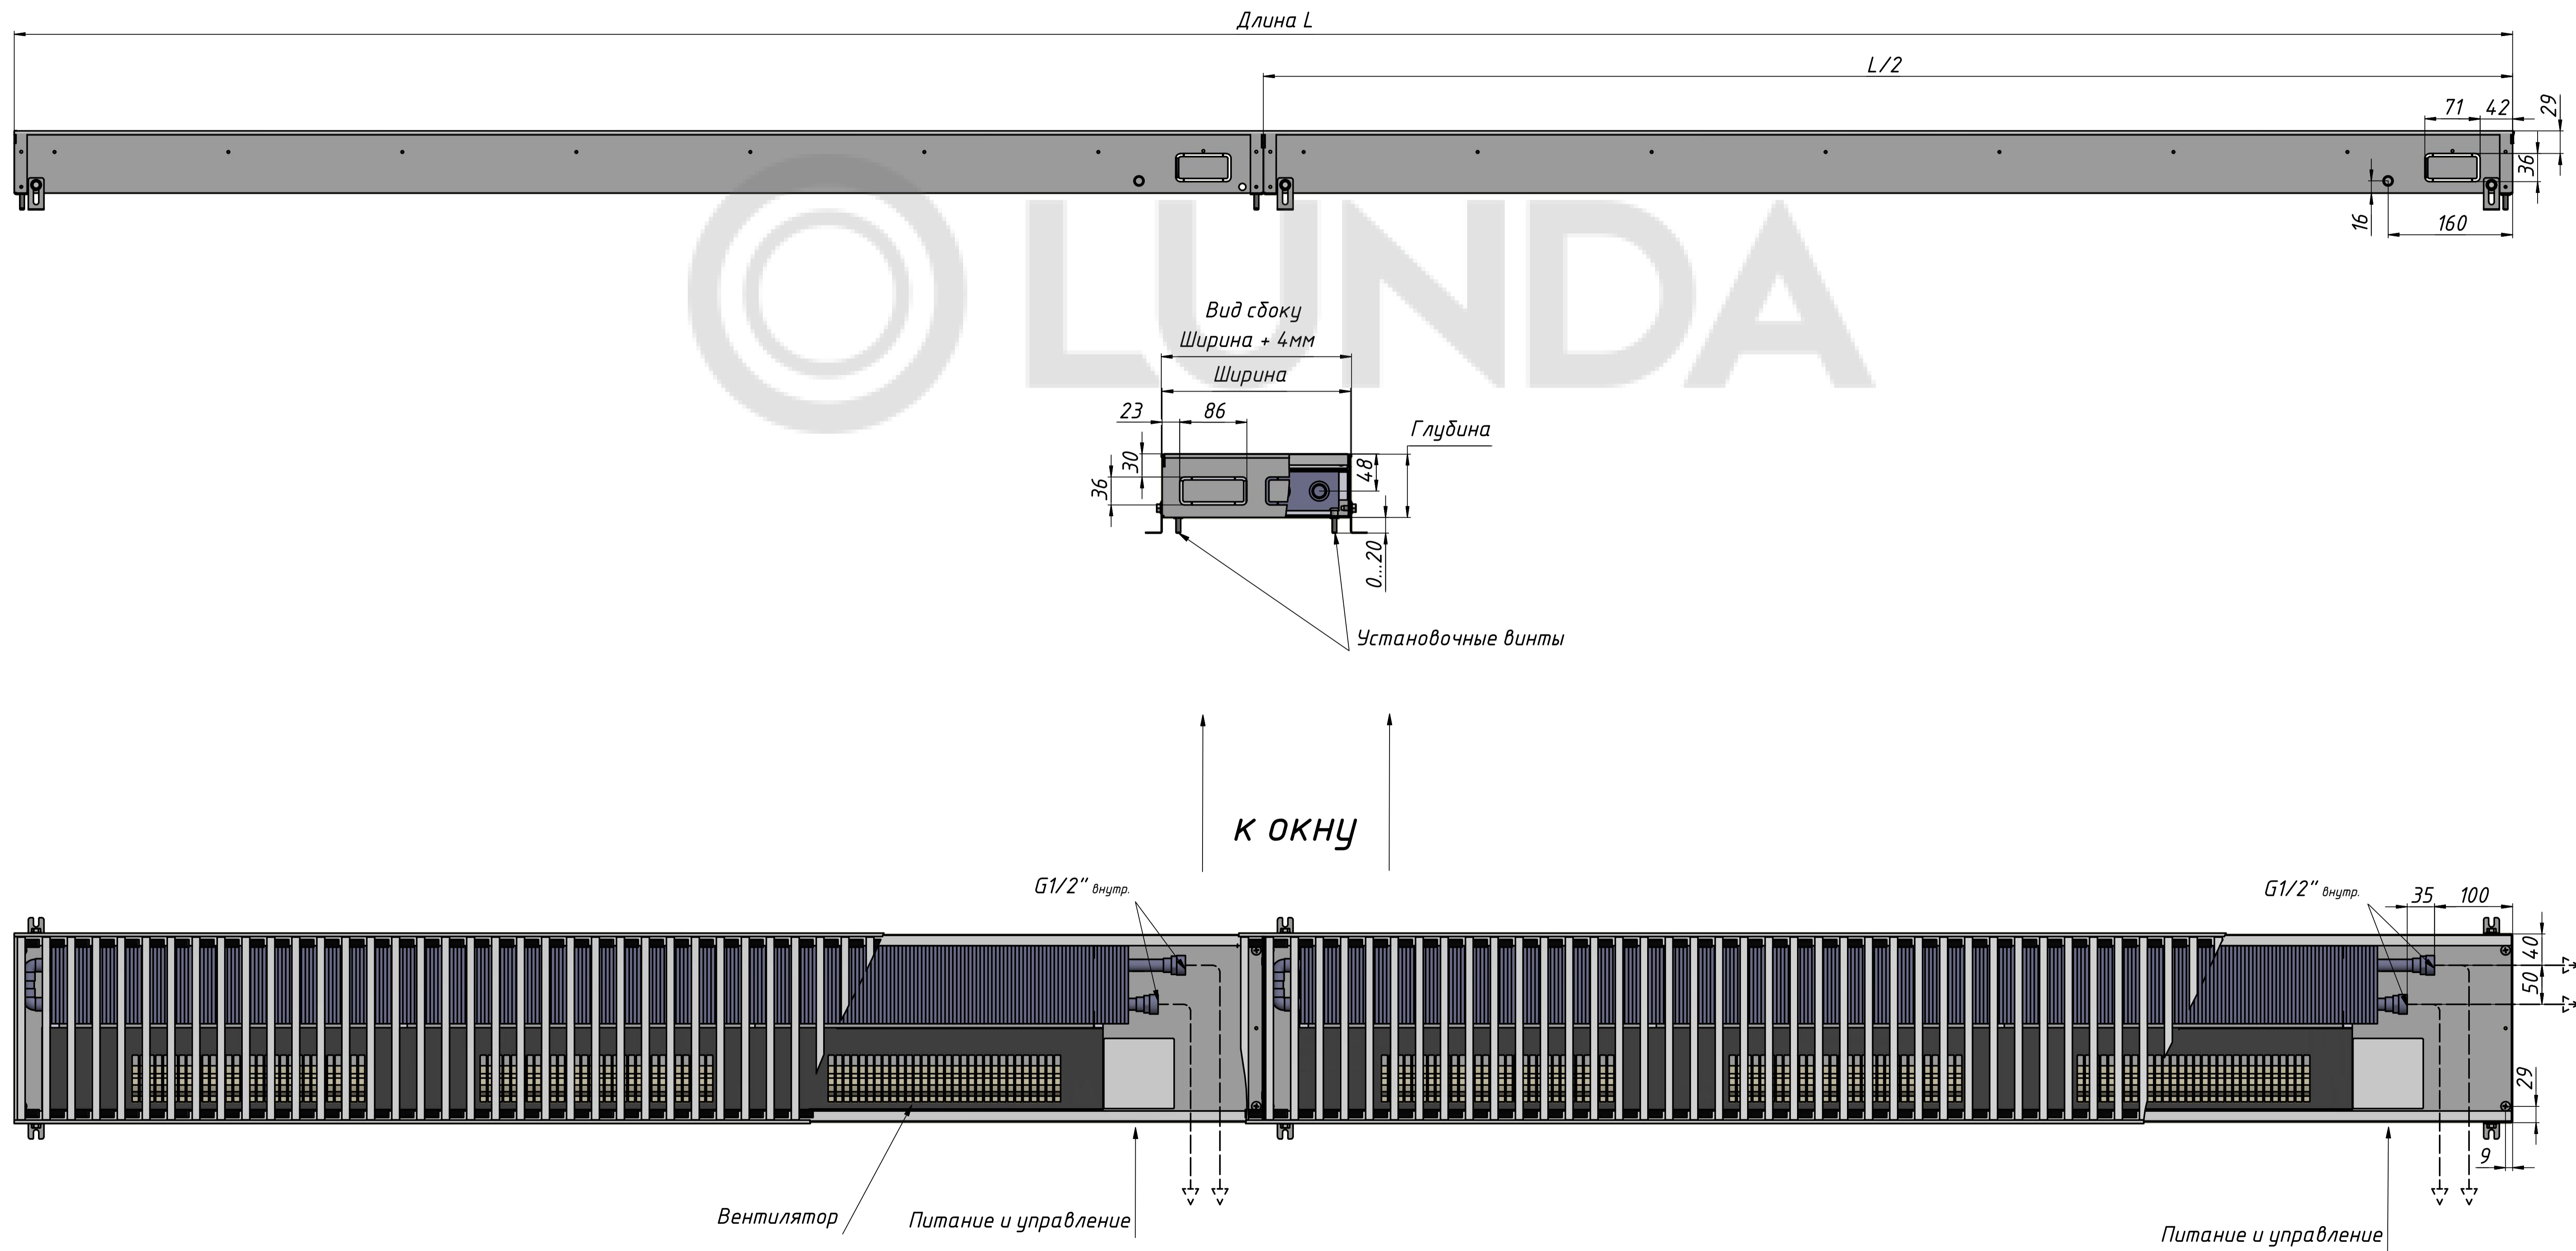 Длина L
L/2
71
42
29
36
16
160
LUNDA
Вид сбоку
Ширина + 4мм
Ширина
23
86
Глубина
30
36
48
0...20
Установочные винты
к окну
G1/2" внутр.
G1/2" внутр.
35
100
40
50
29
9
Вентилятор
Питание и управление
Питание и управление